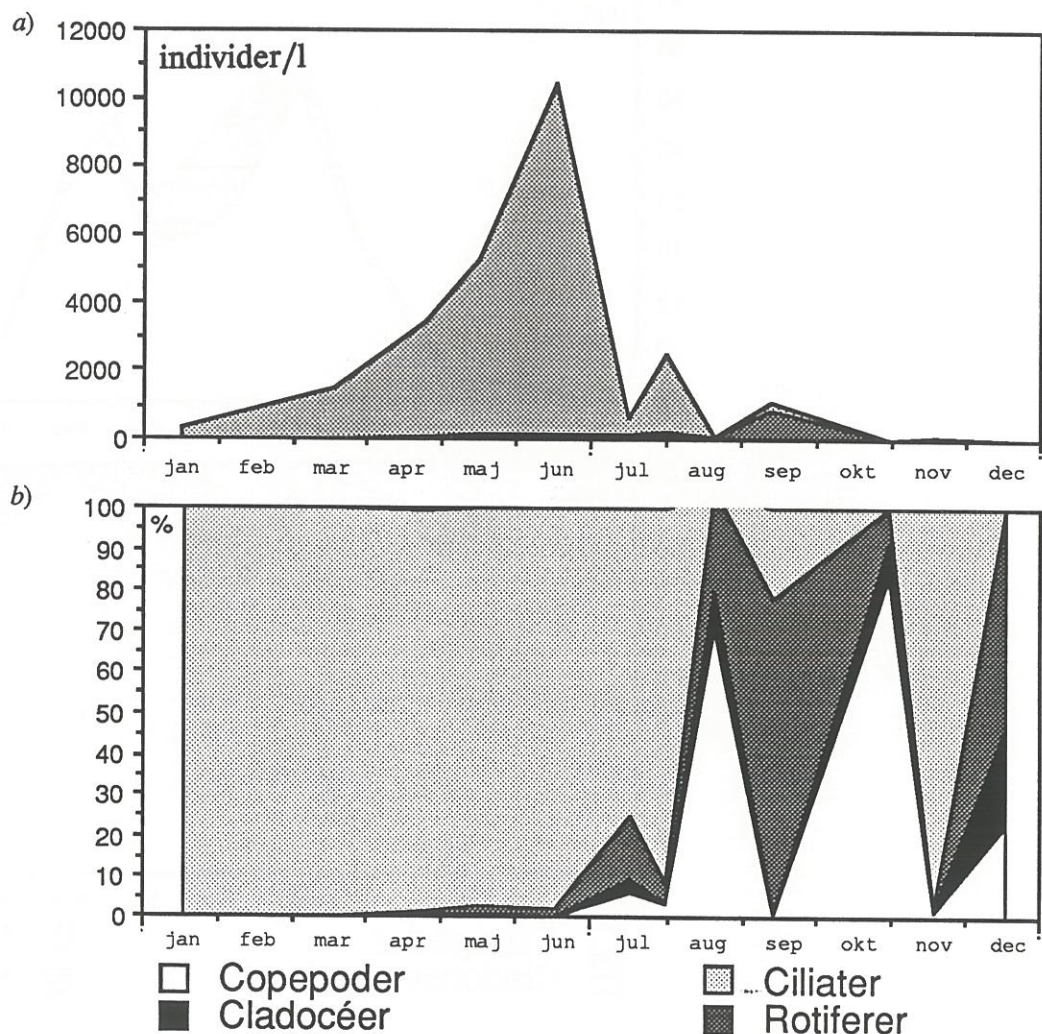 a)
12000
individer/l
10000
8000
6000
4000
2000
0
jan feb mar apr maj jun jul aug sep okt nov dec
b)
100
%
90
80
70
60
50
40
30
20
10
0
jan feb mar apr maj jun jul aug sep okt nov dec
Copepoder Ciliater
Cladocéer Rotiferer